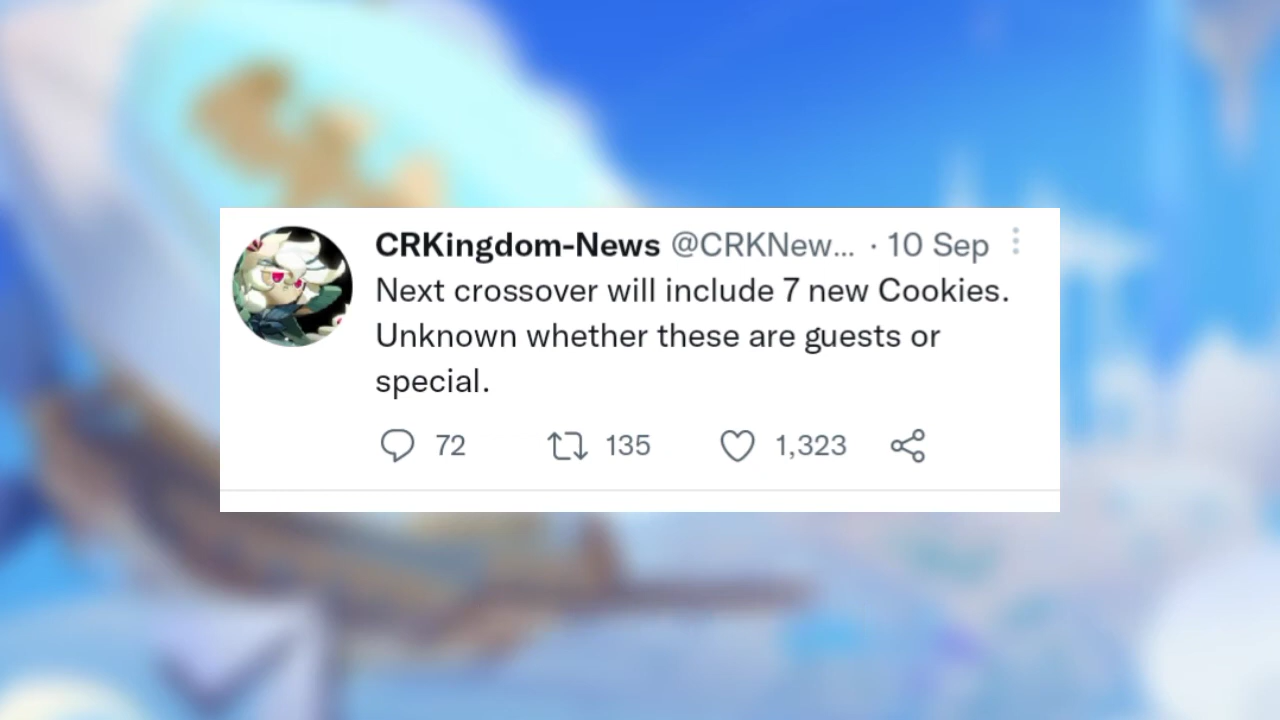 CRKingdom-News @CRKNew... · 10 Sep
Next crossover will include 7 new Cookies.
Unknown whether these are guests or
special.
72 135 1,323